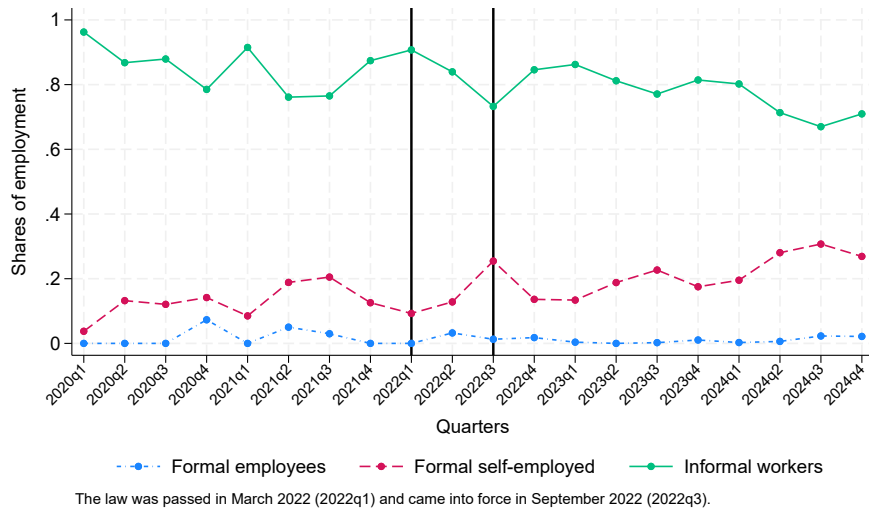 Shares of employment
1
.8
.6
.4
.2
0
2020q1 2020q2 2020q3 2020q4 2021q1 2021q2 2021q3 2021q4 2022q1 2022q2 2022q3 2022q4 2023q1 2023q2 2023q3 2023q4 2024q1 2024q2 2024q3 2024q4
Quarters
Formal employees Formal self-employed Informal workers
The law was passed in March 2022 (2022q1) and came into force in September 2022 (2022q3).